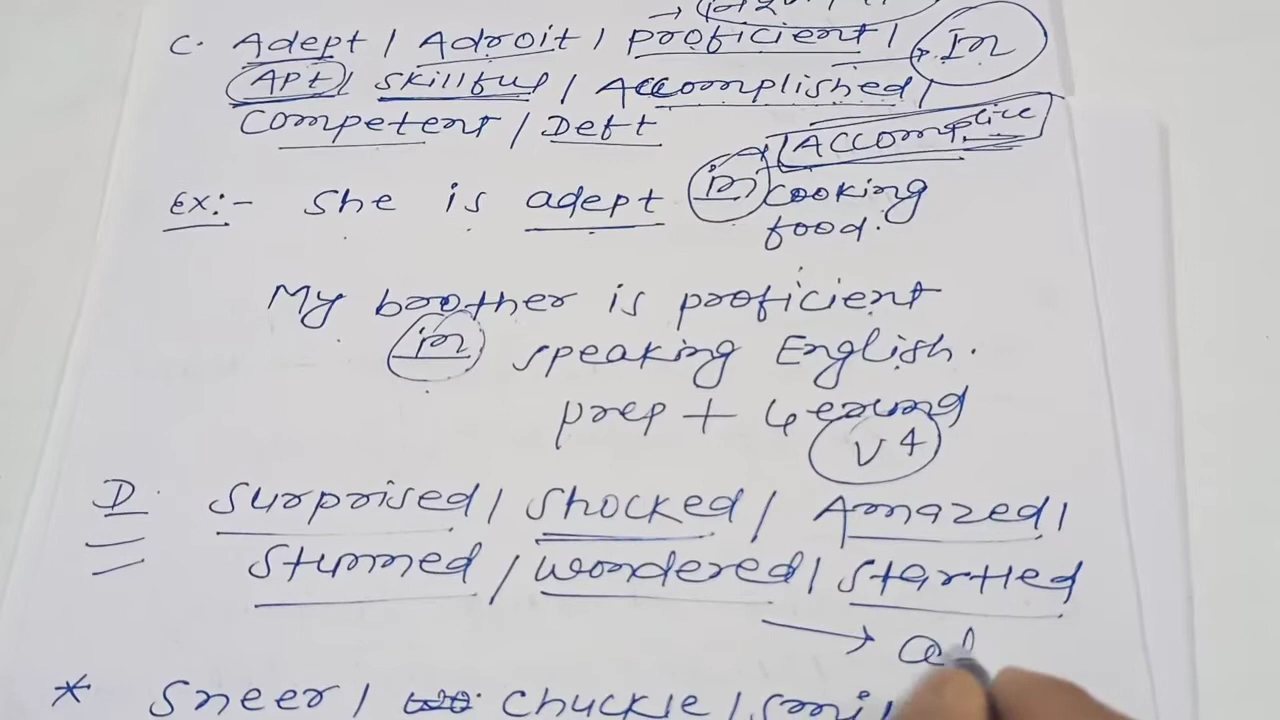 C. Adept / Adroit / proficient / → In
Apt / Skillful / Accomplished /
Competent / Deft
Accomplice
Ex:- She is adept in cooking
food.
My brother is proficient
in speaking English.
prep + Gerund
V4
D. Surprised / Shocked / Amazed /
Stunned / Wondered / Startled
→
* Sneer / Chuckle /